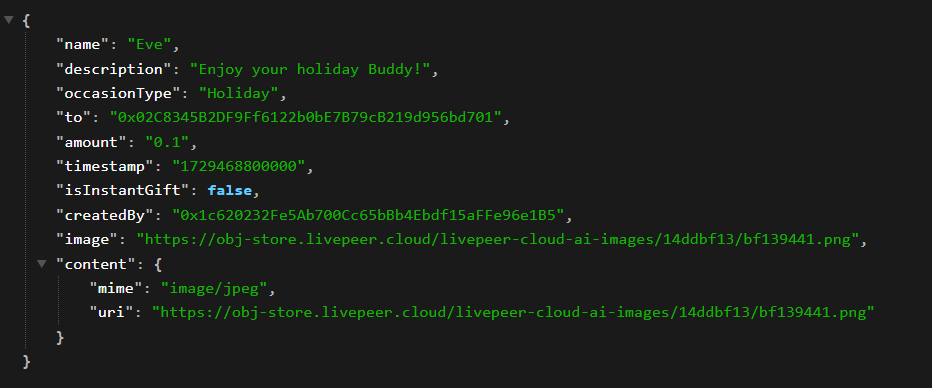 {
"name": "Eve",
"description": "Enjoy your holiday Buddy!",
"occasionType": "Holiday",
"to": "0x02C8345B2DF9Ff6122b0bE7B79cB219d956bd701",
"amount": "0.1",
"timestamp": "1729468800000",
"isInstantGift": false,
"createdBy": "0x1c620232Fe5Ab700Cc65bBb4Ebdf15aFFe96e1B5",
"image": "https://obj-store.livepeer.cloud/livepeer-cloud-ai-images/14ddbf13/bf139441.png",
"content": {
"mime": "image/jpeg",
"uri": "https://obj-store.livepeer.cloud/livepeer-cloud-ai-images/14ddbf13/bf139441.png"
}
}